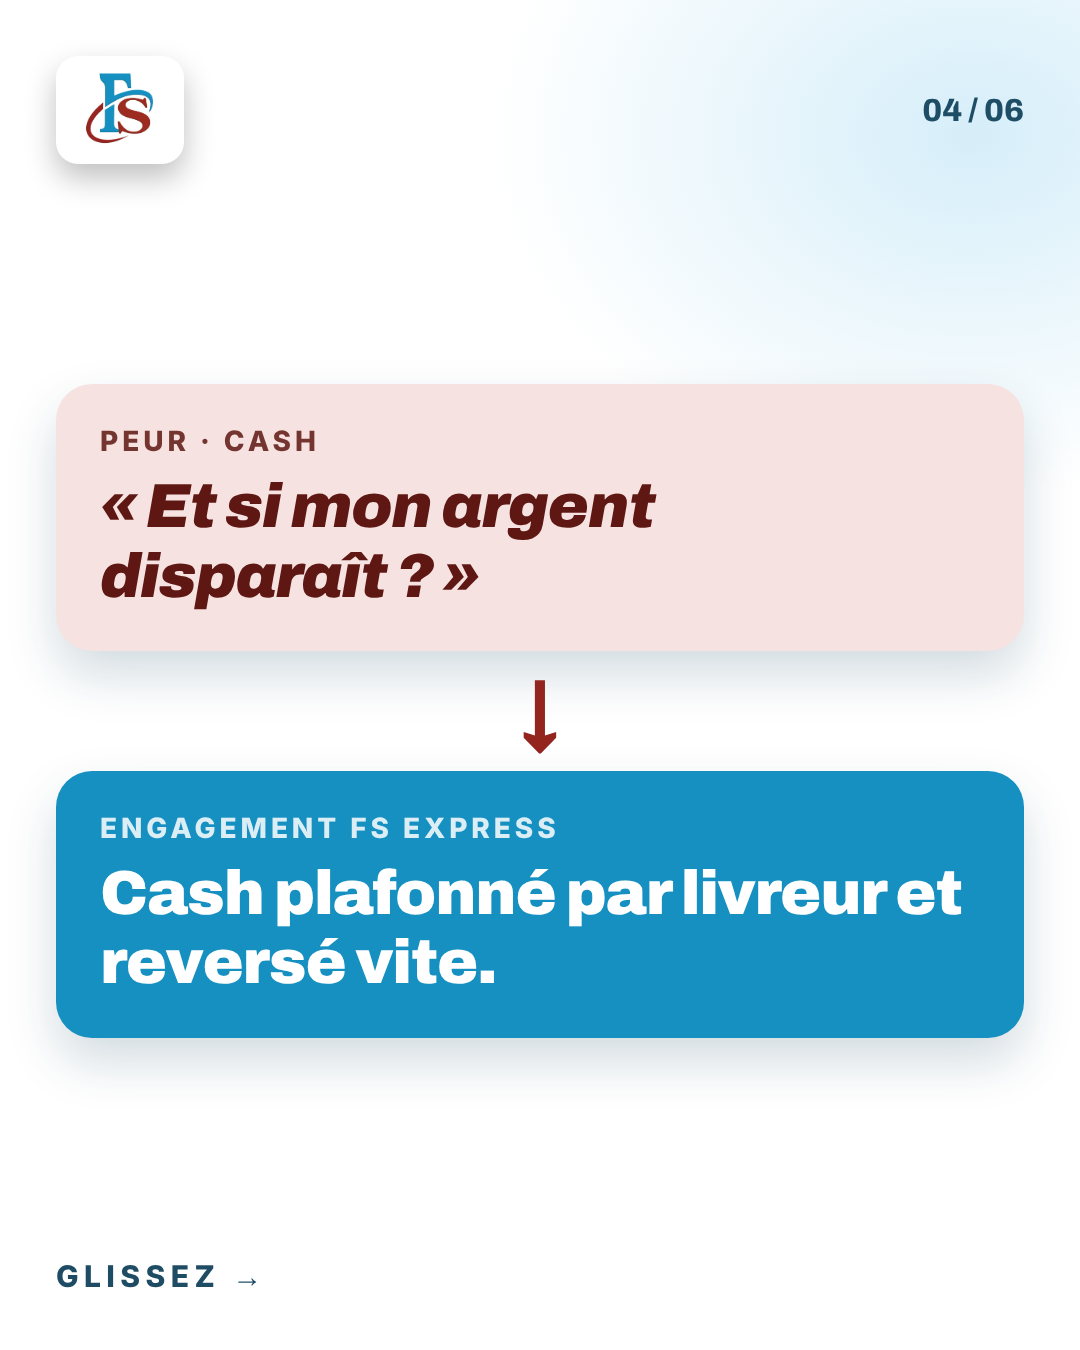 FS
04 / 06
PEUR · CASH
« Et si mon argent
disparaît ? »
↓
ENGAGEMENT FS EXPRESS
Cash plafonné par livreur et
reversé vite.
GLISSEZ →